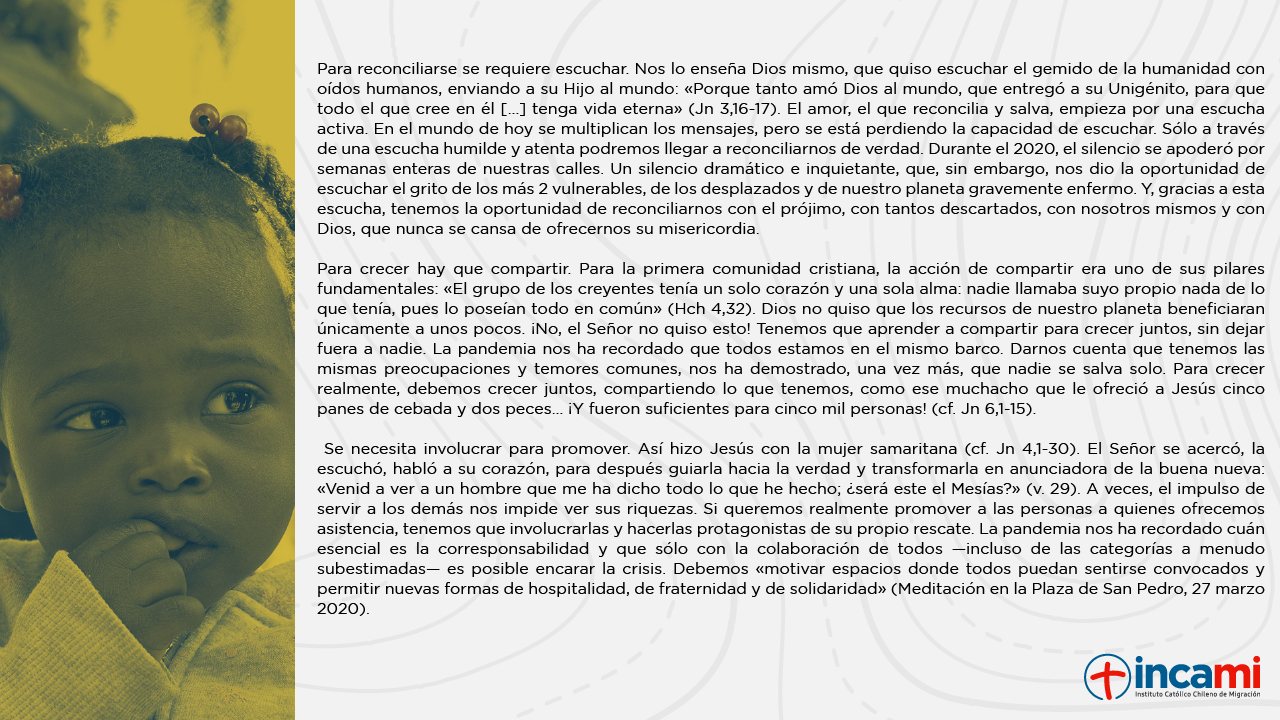 Para reconciliarse se requiere escuchar. Nos lo enseña Dios mismo, que quiso escuchar el gemido de la humanidad con
oídos humanos, enviando a su Hijo al mundo: «Porque tanto amó Dios al mundo, que entregó a su Unigénito, para que
todo el que cree en él [...] tenga vida eterna» (Jn 3,16-17). El amor, el que reconcilia y salva, empieza por una escucha
activa. En el mundo de hoy se multiplican los mensajes, pero se está perdiendo la capacidad de escuchar. Sólo a través
de una escucha humilde y atenta podremos llegar a reconciliarnos de verdad. Durante el 2020, el silencio se apoderó por
semanas enteras de nuestras calles. Un silencio dramático e inquietante, que, sin embargo, nos dio la oportunidad de
escuchar el grito de los más 2 vulnerables, de los desplazados y de nuestro planeta gravemente enfermo. Y, gracias a esta
escucha, tenemos la oportunidad de reconciliarnos con el prójimo, con tantos descartados, con nosotros mismos y con
Dios, que nunca se cansa de ofrecernos su misericordia.
Para crecer hay que compartir. Para la primera comunidad cristiana, la acción de compartir era uno de sus pilares
fundamentales: «El grupo de los creyentes tenía un solo corazón y una sola alma: nadie llamaba suyo propio nada de lo
que tenía, pues lo poseían todo en común» (Hch 4,32). Dios no quiso que los recursos de nuestro planeta beneficiaran
únicamente a unos pocos. ¡No, el Señor no quiso esto! Tenemos que aprender a compartir para crecer juntos, sin dejar
fuera a nadie. La pandemia nos ha recordado que todos estamos en el mismo barco. Darnos cuenta que tenemos las
mismas preocupaciones y temores comunes, nos ha demostrado, una vez más, que nadie se salva solo. Para crecer
realmente, debemos crecer juntos, compartiendo lo que tenemos, como ese muchacho que le ofreció a Jesús cinco
panes de cebada y dos peces... ¡Y fueron suficientes para cinco mil personas! (cf. Jn 6,1-15).
Se necesita involucrar para promover. Así hizo Jesús con la mujer samaritana (cf. Jn 4,1-30). El Señor se acercó, la
escuchó, habló a su corazón, para después guiarla hacia la verdad y transformarla en anunciadora de la buena nueva:
«Venid a ver a un hombre que me ha dicho todo lo que he hecho; ¿será este el Mesías?» (v. 29). A veces, el impulso de
servir a los demás nos impide ver sus riquezas. Si queremos realmente promover a las personas a quienes ofrecemos
asistencia, tenemos que involucrarlas y hacerlas protagonistas de su propio rescate. La pandemia nos ha recordado cuán
esencial es la corresponsabilidad y que sólo con la colaboración de todos —incluso de las categorías a menudo
subestimadas— es posible encarar la crisis. Debemos «motivar espacios donde todos puedan sentirse convocados y
permitir nuevas formas de hospitalidad, de fraternidad y de solidaridad» (Meditación en la Plaza de San Pedro, 27 marzo
2020).
incami
Instituto Católico Chileno de Migración